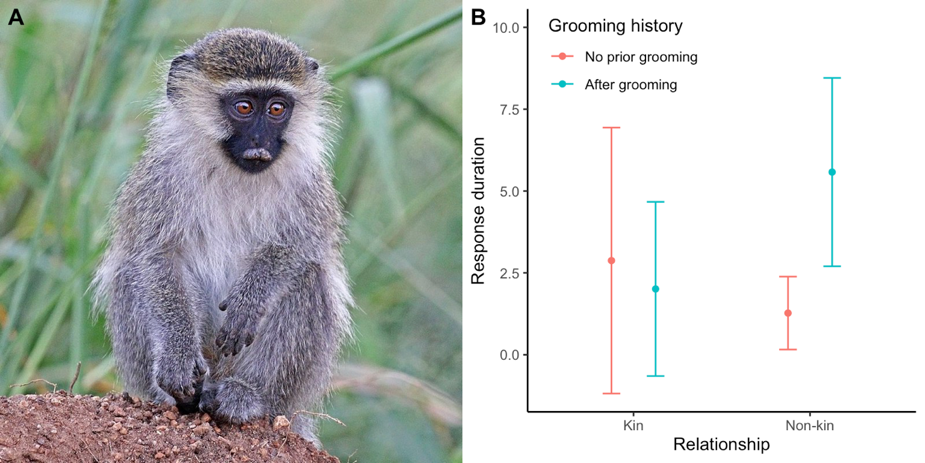 A
B
Grooming history
No prior grooming
After grooming
Response duration
10.0
7.5
5.0
2.5
0.0
Kin
Non-kin
Relationship